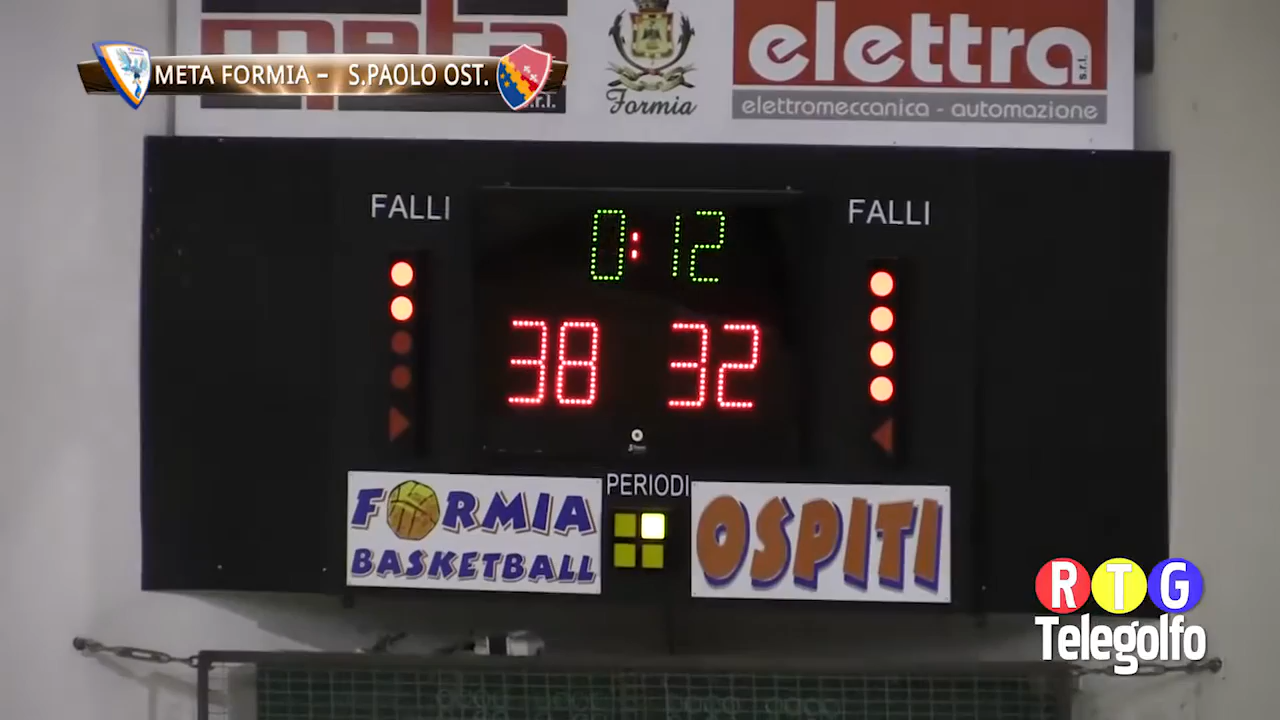 meta
s.r.l.
Formia
elettra s.r.l.
elettromeccanica - automazione
META FORMIA – S.PAOLO OST.
FALLI
FALLI
0:12
38 32
PERIODI
FORMIA
BASKETBALL
OSPITI
RTG
Telegolfo